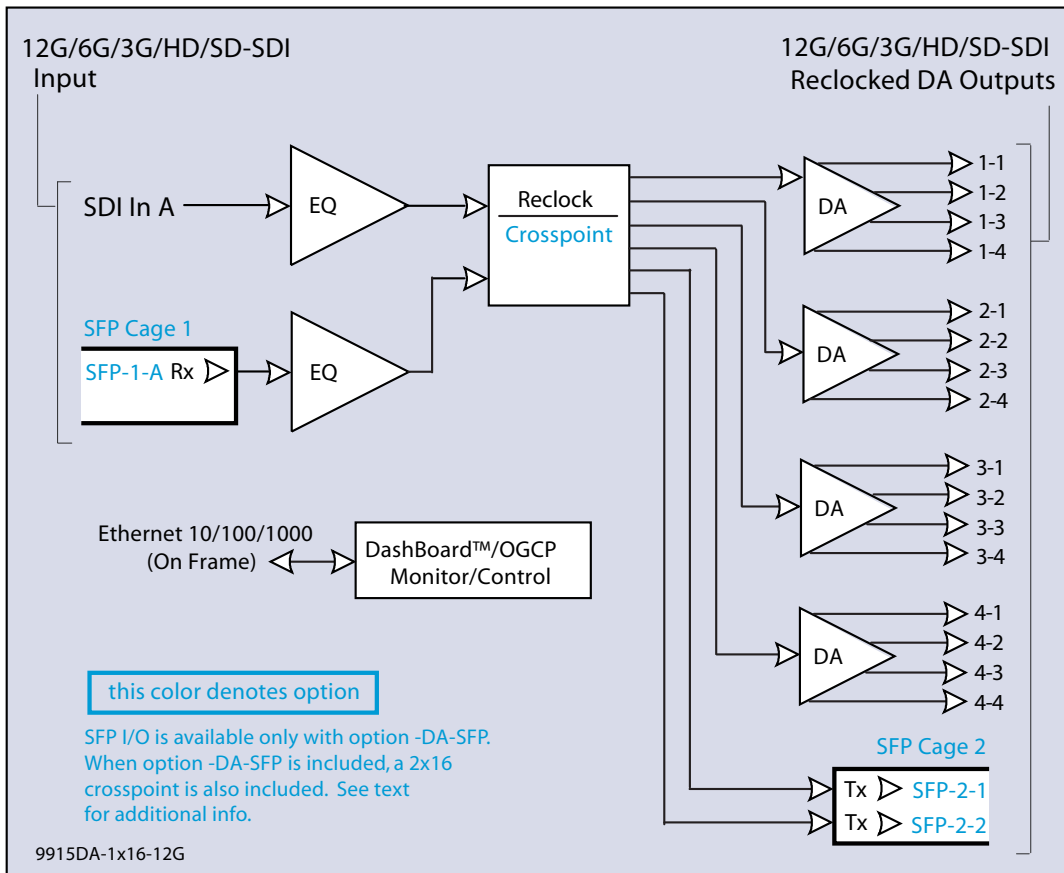 12G/6G/3G/HD/SD-SDI
Input
12G/6G/3G/HD/SD-SDI
Reclocked DA Outputs
SDI In A
EQ
Reclock
Crosspoint
DA
1-1
1-2
1-3
1-4
SFP Cage 1
SFP-1-A Rx
EQ
DA
2-1
2-2
2-3
2-4
DA
3-1
3-2
3-3
3-4
Ethernet 10/100/1000
(On Frame)
DashBoard™/OGCP
Monitor/Control
DA
4-1
4-2
4-3
4-4
this color denotes option
SFP I/O is available only with option -DA-SFP.
When option -DA-SFP is included, a 2x16
crosspoint is also included. See text
for additional info.
SFP Cage 2
Tx SFP-2-1
Tx SFP-2-2
9915DA-1x16-12G